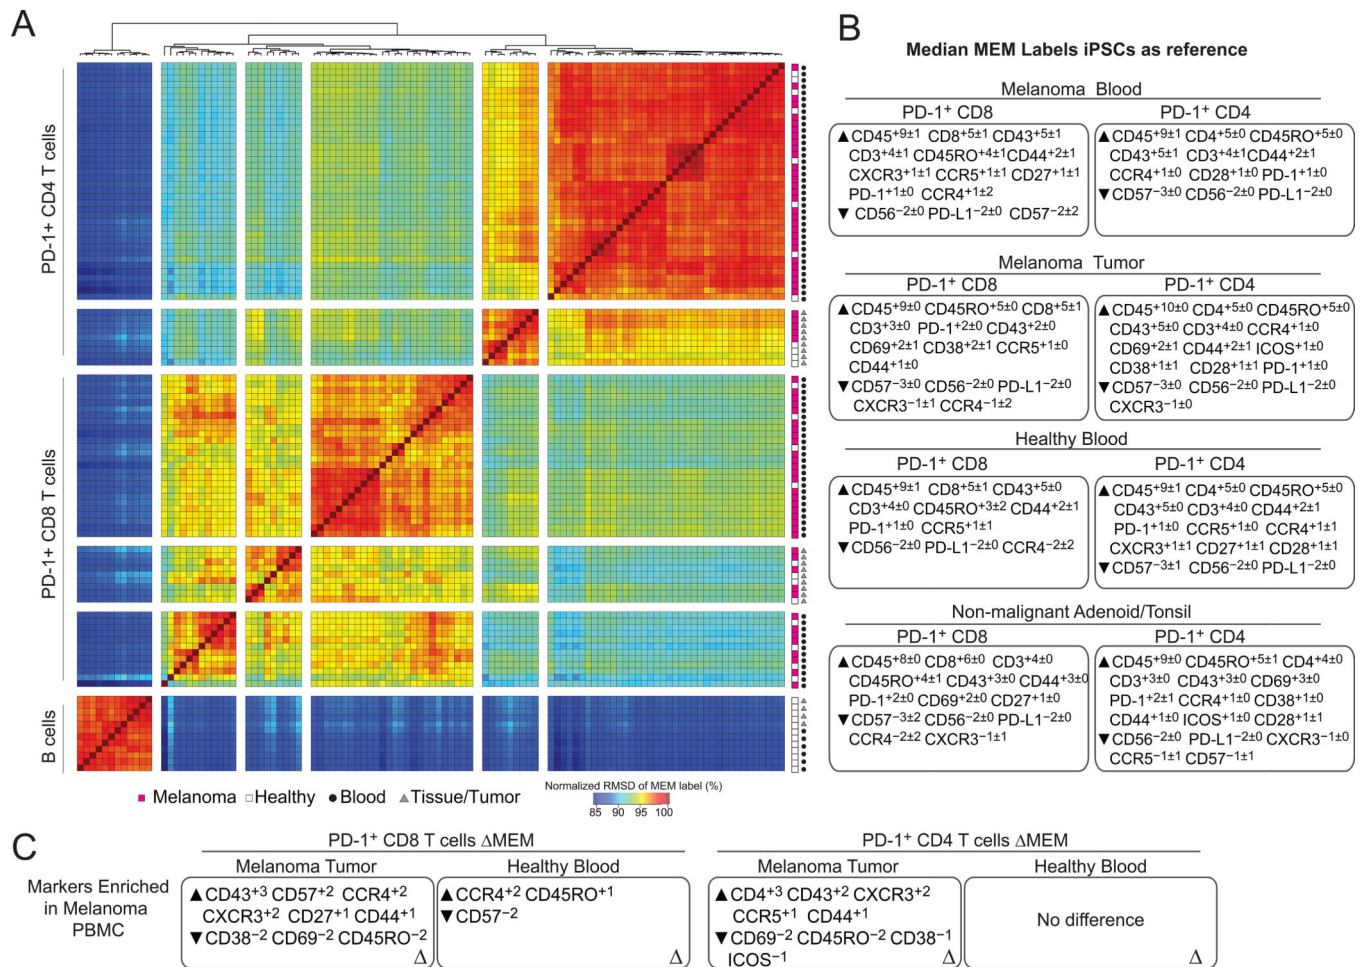 A
PD-1+ CD4 T cells
PD-1+ CD8 T cells
B cells
Melanoma Healthy Blood Tissue/Tumor
Normalized RMSD of MEM label (%)
85 90 95 100
B
Median MEM Labels iPSCs as reference
Melanoma Blood
PD-1⁺ CD8
▲CD45⁺⁹±¹ CD8⁺⁵±¹ CD43⁺⁵±¹
CD3⁺⁴±¹ CD45RO⁺⁴±¹ CD44⁺²±¹
CXCR3⁺¹±¹ CCR5⁺¹±¹ CD27⁺¹±¹
PD-1⁺¹±⁰ CCR4⁺¹±²
▼CD56⁻²±⁰ PD-L1⁻²±⁰ CD57⁻²±²
PD-1⁺ CD4
▲CD45⁺⁹±¹ CD4⁺⁵±⁰ CD45RO⁺⁵±⁰
CD43⁺⁵±¹ CD3⁺⁴±¹ CD44⁺²±¹
CCR4⁺¹±⁰ CD28⁺¹±⁰ PD-1⁺¹±⁰
▼CD57⁻³±⁰ CD56⁻²±⁰ PD-L1⁻²±⁰
Melanoma Tumor
PD-1⁺ CD8
▲CD45⁺⁹±⁰ CD45RO⁺⁵±⁰ CD8⁺⁵±¹
CD3⁺³±⁰ PD-1⁺²±⁰ CD43⁺²±⁰
CD69⁺²±¹ CD38⁺²±¹ CCR5⁺¹±⁰
CD44⁺¹±⁰
▼CD57⁻³±⁰ CD56⁻²±⁰ PD-L1⁻²±⁰
CXCR3⁻¹±¹ CCR4⁻¹±²
PD-1⁺ CD4
▲CD45⁺¹⁰±⁰ CD4⁺⁵±⁰ CD45RO⁺⁵±⁰
CD43⁺⁵±⁰ CD3⁺⁴±⁰ CCR4⁺¹±⁰
CD69⁺²±¹ CD44⁺²±¹ ICOS⁺¹±⁰
CD38⁺¹±¹ CD28⁺¹±¹ PD-1⁺¹±⁰
▼CD57⁻³±⁰ CD56⁻²±⁰ PD-L1⁻²±⁰
CXCR3⁻¹±⁰
Healthy Blood
PD-1⁺ CD8
▲CD45⁺⁹±¹ CD8⁺⁵±¹ CD43⁺⁵±⁰
CD3⁺⁴±⁰ CD45RO⁺³±² CD44⁺²±¹
PD-1⁺¹±⁰ CCR5⁺¹±¹
▼CD56⁻²±⁰ PD-L1⁻²±⁰ CCR4⁻²±²
PD-1⁺ CD4
▲CD45⁺⁹±¹ CD4⁺⁵±⁰ CD45RO⁺⁵±⁰
CD43⁺⁵±⁰ CD3⁺⁴±⁰ CD44⁺²±¹
PD-1⁺¹±⁰ CCR5⁺¹±⁰ CCR4⁺¹±¹
CXCR3⁺¹±¹ CD27⁺¹±¹ CD28⁺¹±¹
▼CD57⁻³±¹ CD56⁻²±⁰ PD-L1⁻²±⁰
Non-malignant Adenoid/Tonsil
PD-1⁺ CD8
▲CD45⁺⁸±⁰ CD8⁺⁶±⁰ CD3⁺⁴±⁰
CD45RO⁺⁴±¹ CD43⁺³±⁰ CD44⁺³±⁰
PD-1⁺²±⁰ CD69⁺²±⁰ CD27⁺¹±⁰
▼CD57⁻³±² CD56⁻²±⁰ PD-L1⁻²±⁰
CCR4⁻²±² CXCR3⁻¹±¹
PD-1⁺ CD4
▲CD45⁺⁹±⁰ CD45RO⁺⁵±¹ CD4⁺⁴±⁰
CD3⁺³±⁰ CD43⁺³±⁰ CD69⁺³±⁰
PD-1⁺²±¹ CCR4⁺¹±⁰ CD38⁺¹±⁰
CD44⁺¹±⁰ ICOS⁺¹±⁰ CD28⁺¹±¹
▼CD56⁻²±⁰ PD-L1⁻²±⁰ CXCR3⁻¹±⁰
CCR5⁻¹±¹ CD57⁻¹±¹
C
Markers Enriched
in Melanoma
PBMC
PD-1⁺ CD8 T cells ΔMEM
Melanoma Tumor
▲CD43⁺³ CD57⁺² CCR4⁺²
CXCR3⁺² CD27⁺¹ CD44⁺¹
▼CD38⁻² CD69⁻² CD45RO⁻²
Δ
Healthy Blood
▲CCR4⁺² CD45RO⁺¹
▼CD57⁻²
Δ
PD-1⁺ CD4 T cells ΔMEM
Melanoma Tumor
▲CD4⁺³ CD43⁺² CXCR3⁺²
CCR5⁺¹ CD44⁺¹
▼CD69⁻² CD45RO⁻² CD38⁻¹
ICOS⁻¹
Δ
Healthy Blood
No difference
Δ